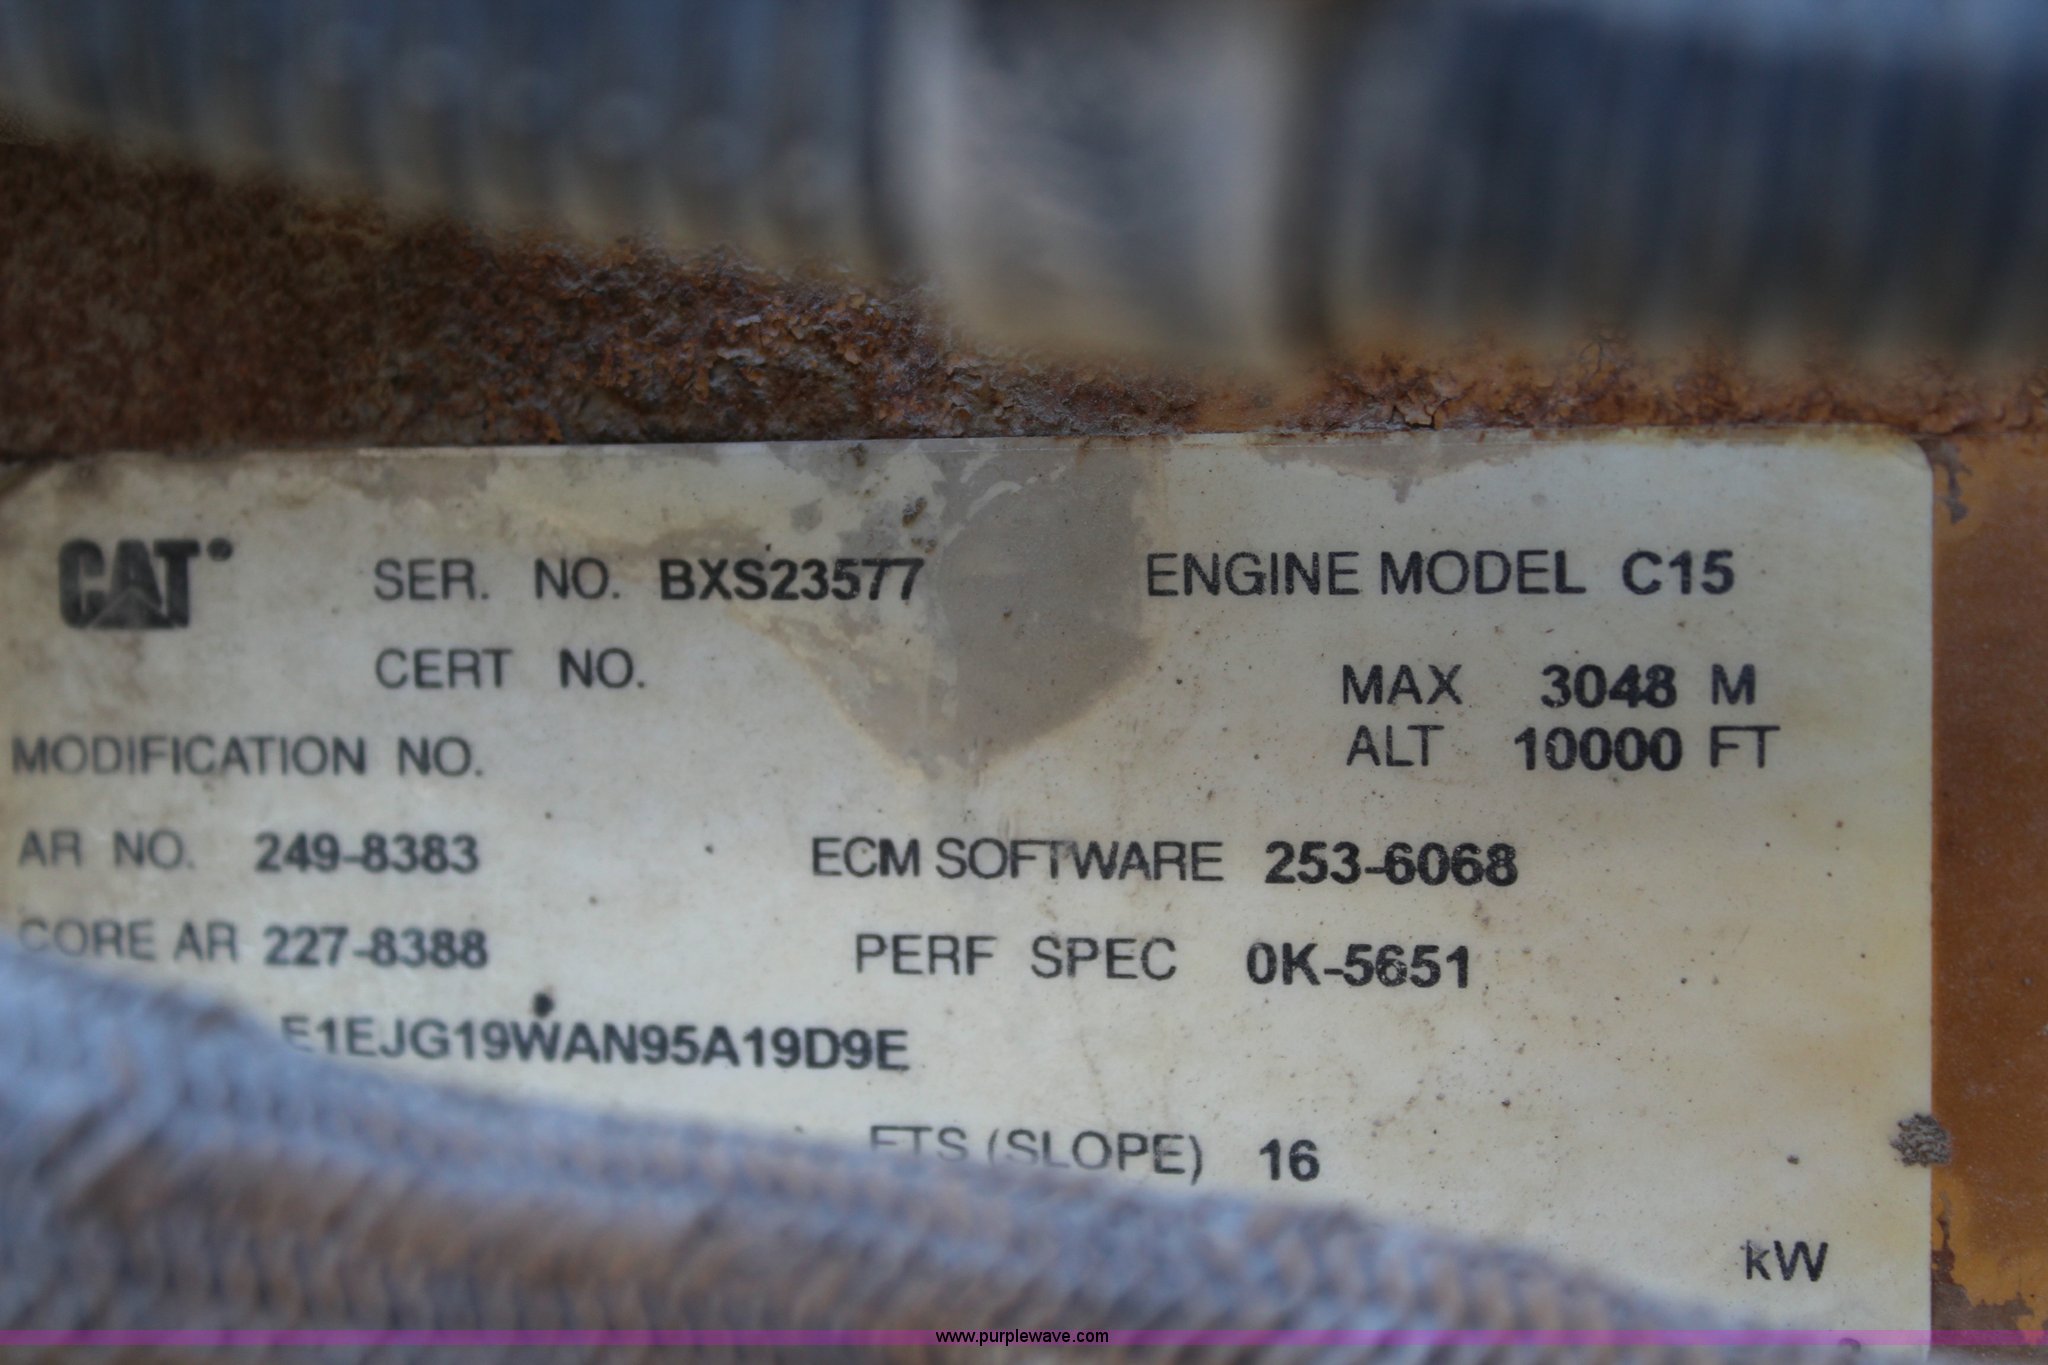 CAT SER. NO. BXS23577 ENGINE MODEL C15
CERT NO. MAX 3048 M
MODIFICATION NO. ALT 10000 FT
AR NO. 249-8383 ECM SOFTWARE 253-6068
CORE AR 227-8388 PERF SPEC 0K-5651
E1EJG19WAN95A19D9E
FTS (SLOPE) 16
kW
www.purplewave.com